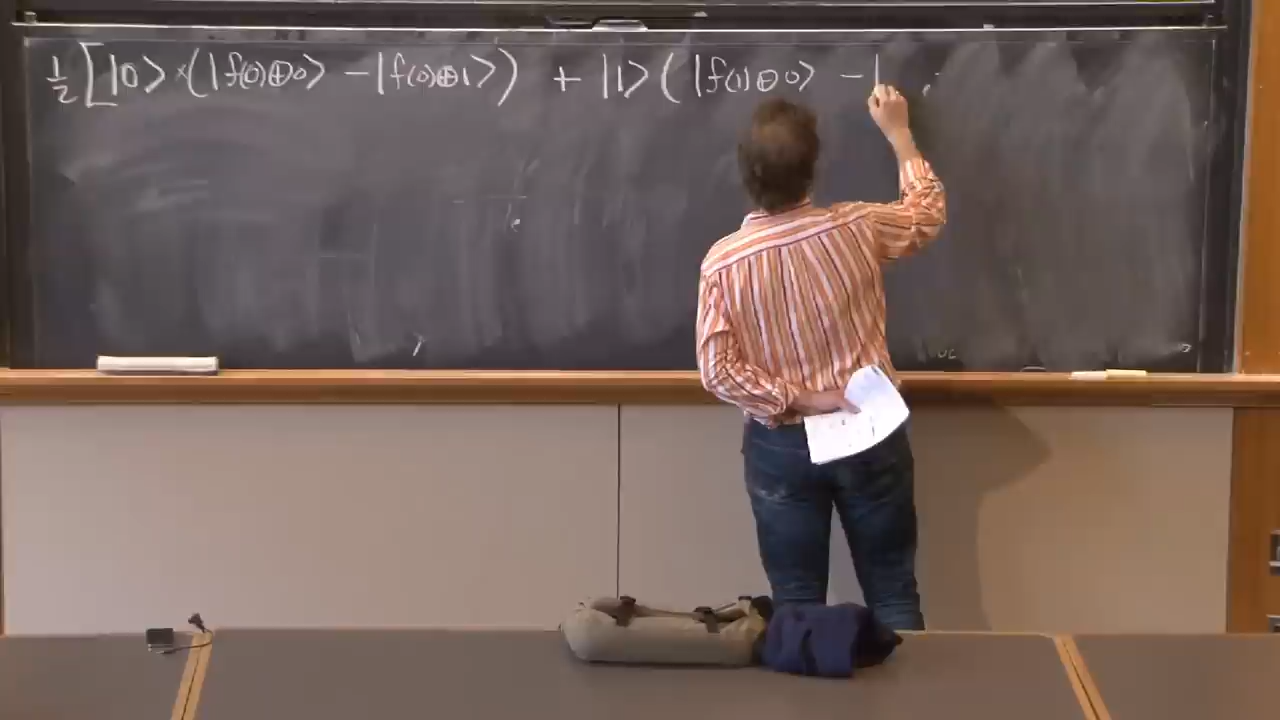 ½[|0>×(|f(0)⊕0> -|f(0)⊕1>) + |1>(|f(1)⊕0> -|